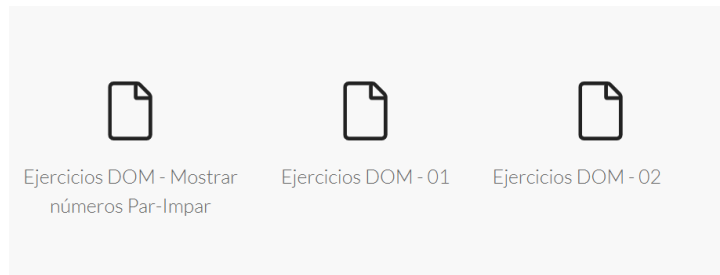 Ejercicios DOM - Mostrar
números Par-Impar
Ejercicios DOM - 01
Ejercicios DOM - 02